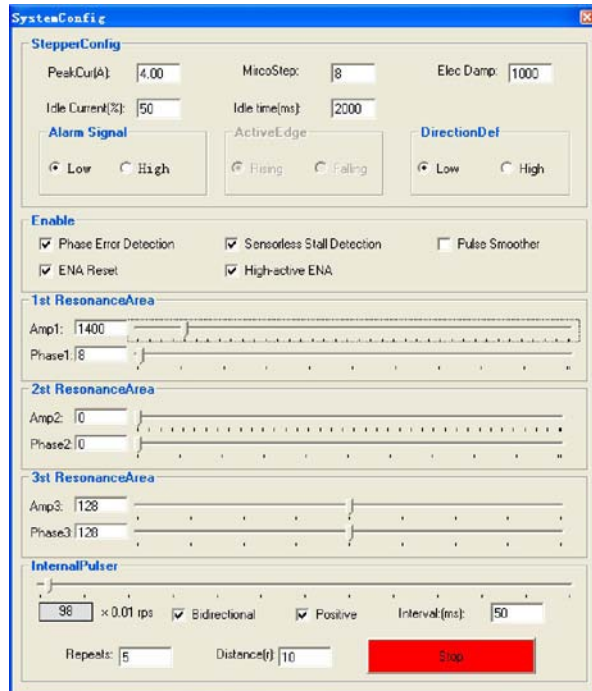 SystemConfig
StepperConfig
PeakCur(A): 4.00 MircoStep: 8 Elec Damp: 1000
Idle Current(%): 50 Idle time(ms): 2000
Alarm Signal ActiveEdge DirectionDef
Low High Rising Falling Low High
Enable
Phase Error Detection Sensorless Stall Detection Pulse Smoother
ENA Reset High-active ENA
1st ResonanceArea
Amp1: 1400
Phase1: 8
2st ResonanceArea
Amp2: 0
Phase2: 0
3st ResonanceArea
Amp3: 128
Phase3: 128
InternalPulser
98 × 0.01 rps Bidirectional Positive Interval:(ms): 50
Repeats: 5 Distance(r): 10 Stop